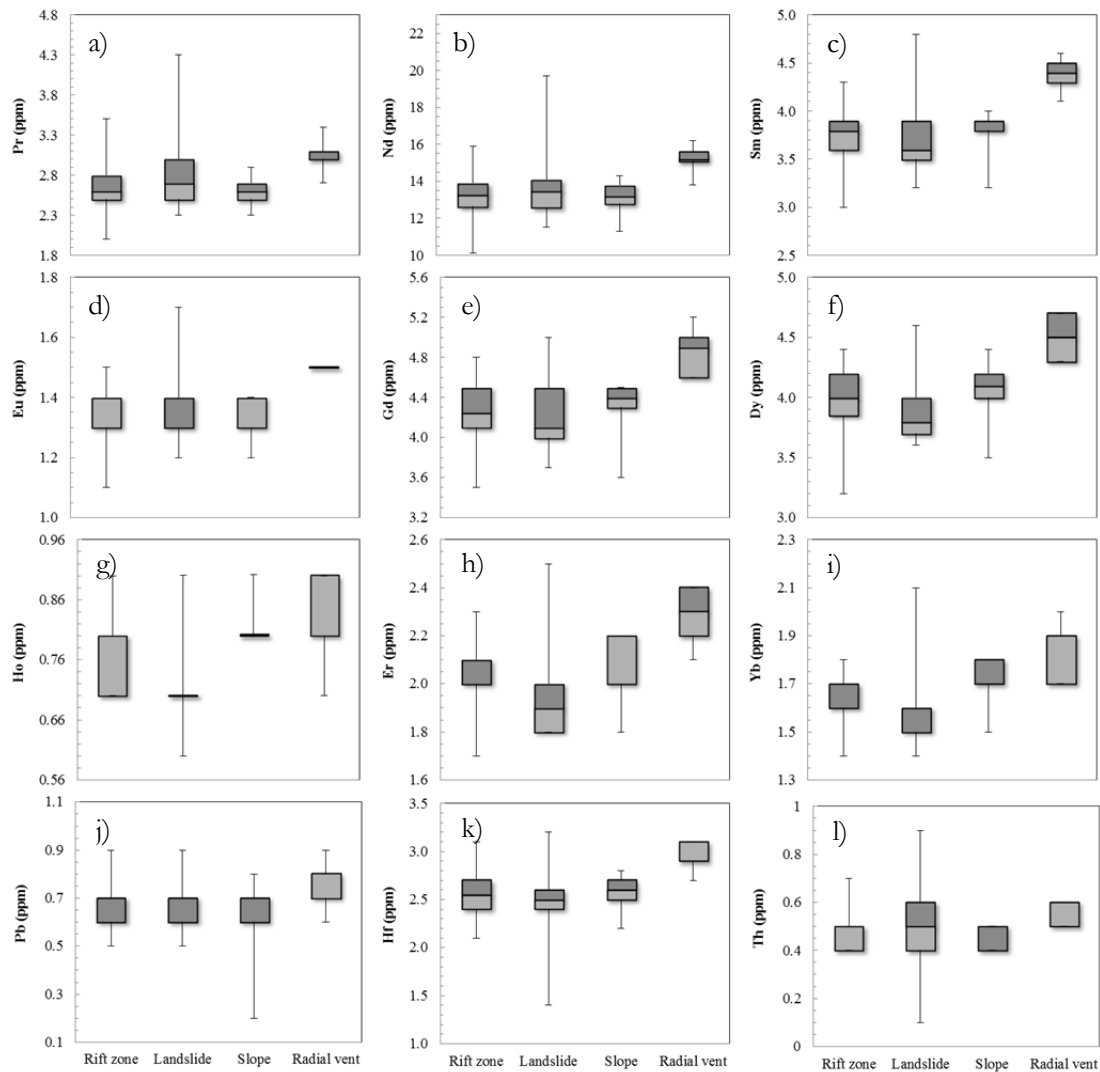 a)
Pr (ppm)
4.8
4.3
3.8
3.3
2.8
2.3
1.8
b)
Nd (ppm)
22
20
18
16
14
12
10
c)
Sm (ppm)
5.0
4.5
4.0
3.5
3.0
2.5
d)
Eu (ppm)
1.8
1.6
1.4
1.2
1.0
e)
Gd (ppm)
5.6
5.2
4.8
4.4
4.0
3.6
3.2
f)
Dy (ppm)
5.0
4.5
4.0
3.5
3.0
g)
Ho (ppm)
0.96
0.86
0.76
0.66
0.56
h)
Er (ppm)
2.6
2.4
2.2
2.0
1.8
1.6
i)
Yb (ppm)
2.3
2.1
1.9
1.7
1.5
1.3
j)
Pb (ppm)
1.1
0.9
0.7
0.5
0.3
0.1
Rift zone Landslide Slope Radial vent
k)
Hf (ppm)
3.5
3.0
2.5
2.0
1.5
1.0
Rift zone Landslide Slope Radial vent
l)
Th (ppm)
1
0.8
0.6
0.4
0.2
0
Rift zone Landslide Slope Radial vent